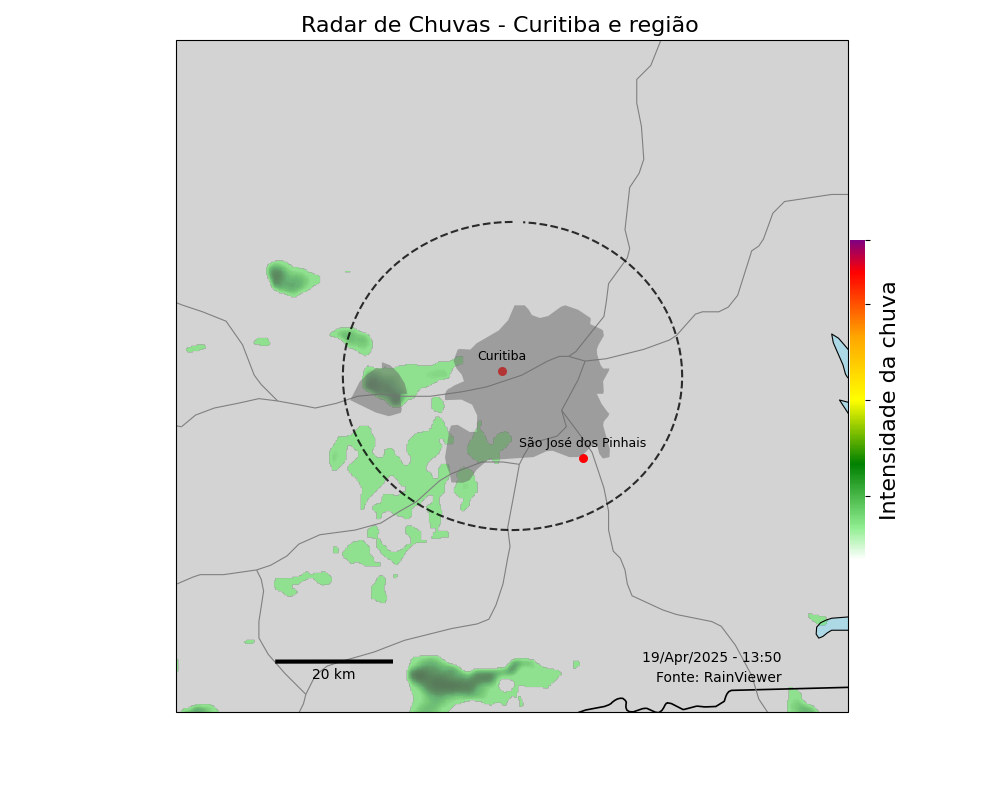 Radar de Chuvas - Curitiba e região
Curitiba
São José dos Pinhais
Intensidade da chuva
19/Apr/2025 - 13:50
Fonte: RainViewer
20 km